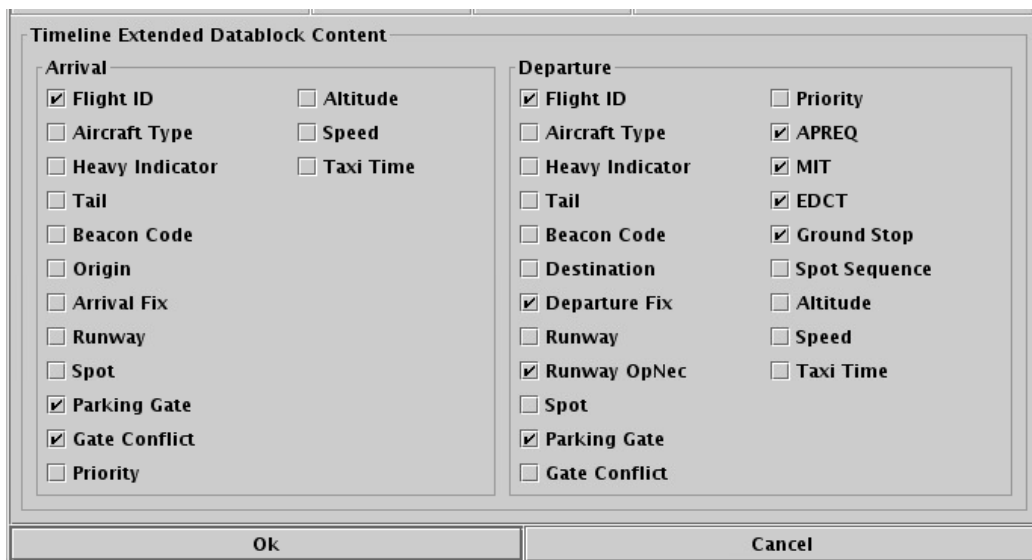 Timeline Extended Datablock Content
Arrival
Flight ID
Aircraft Type
Heavy Indicator
Tail
Beacon Code
Origin
Arrival Fix
Runway
Spot
Parking Gate
Gate Conflict
Priority
Altitude
Speed
Taxi Time
Departure
Flight ID
Aircraft Type
Heavy Indicator
Tail
Beacon Code
Destination
Departure Fix
Runway
Runway OpNec
Spot
Parking Gate
Gate Conflict
Priority
APREQ
MIT
EDCT
Ground Stop
Spot Sequence
Altitude
Speed
Taxi Time
Ok
Cancel